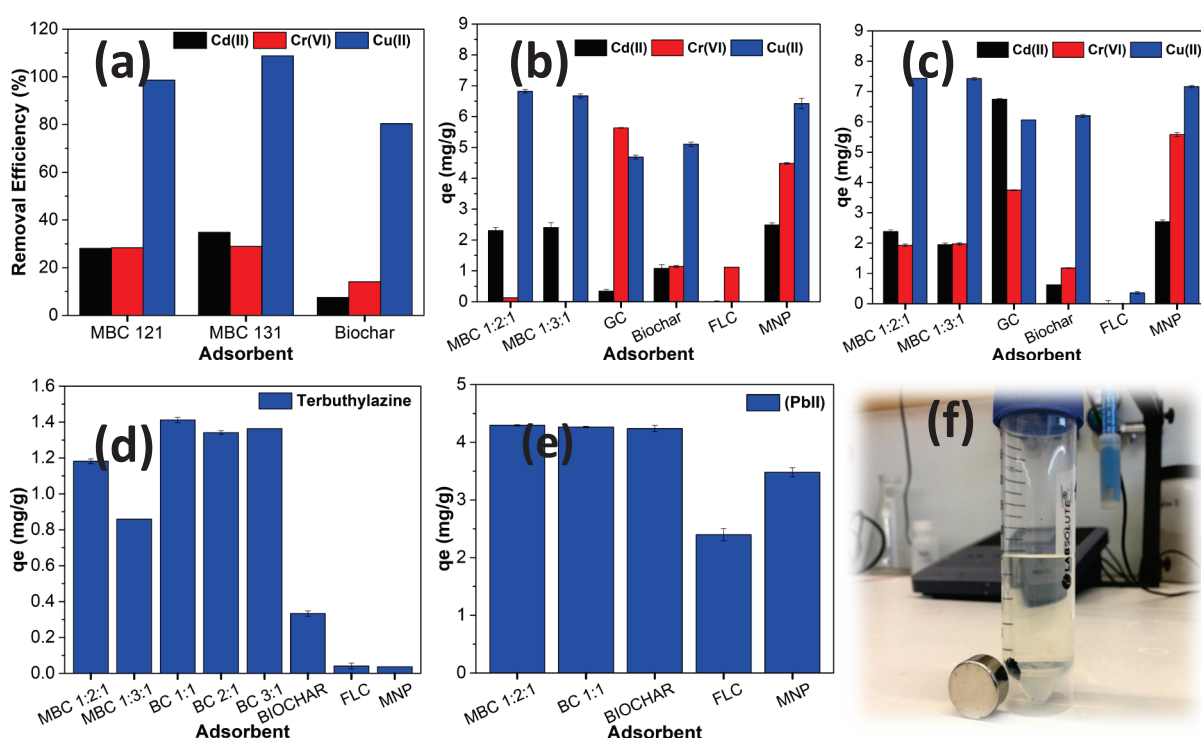 (a)
Cd(II) Cr(VI) Cu(II)
120
100
80
60
40
20
0
Removal Efficiency (%)
MBC 121 MBC 131 Biochar
Adsorbent
(b)
Cd(II) Cr(VI) Cu(II)
9
8
7
6
5
4
3
2
1
0
qe (mg/g)
MBC 1:2:1 MBC 1:3:1 GC Biochar FLC MNP
Adsorbent
(c)
Cd(II) Cr(VI) Cu(II)
9
8
7
6
5
4
3
2
1
0
qe (mg/g)
MBC 1:2:1 MBC 1:3:1 GC Biochar FLC MNP
Adsorbent
(d)
Terbuthylazine
1.6
1.4
1.2
1.0
0.8
0.6
0.4
0.2
0.0
qe (mg/g)
MBC 1:2:1 MBC 1:3:1 BC 1:1 BC 2:1 BC 3:1 BIOCHAR FLC MNP
Adsorbent
(e)
(PbII)
5
4
3
2
1
0
qe (mg/g)
MBC 1:2:1 BC 1:1 BIOCHAR FLC MNP
Adsorbent
(f)
LABSOLUTE®